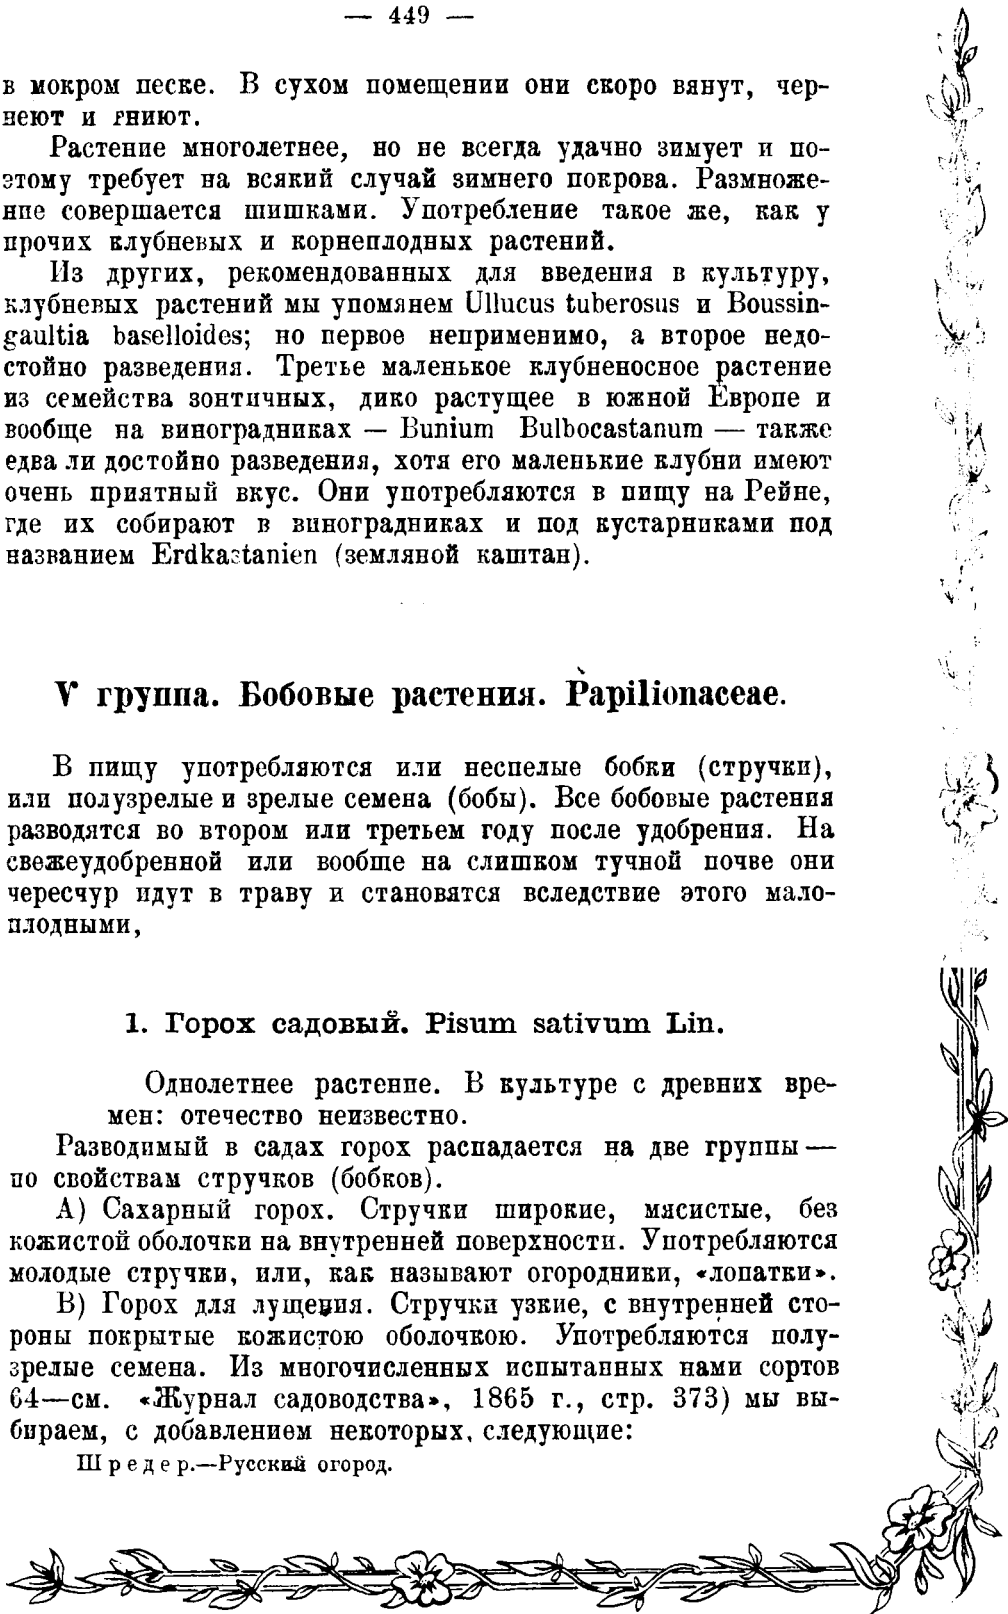 — 449 —
в мокром песке. В сухом помещении они скоро вянут, чер-
неют и гниют.
Растение многолетнее, но не всегда удачно зимует и по-
этому требует на всякий случай зимнего покрова. Размноже-
ние совершается шишками. Употребление такое же, как у
прочих клубневых и корнеплодных растений.
Из других, рекомендованных для введения в культуру,
клубневых растений мы упомянем Ullucus tuberosus и Boussin-
gaultia baselloides; но первое неприменимо, а второе недо-
стойно разведения. Третье маленькое клубненосное растение
из семейства зонтичных, дико растущее в южной Европе и
вообще на виноградниках — Bunium Bulbocastanum — также
едва ли достойно разведения, хотя его маленькие клубни имеют
очень приятный вкус. Они употребляются в пищу на Рейне,
где их собирают в виноградниках и под кустарниками под
названием Erdkastanien (земляной каштан).
V группа. Бобовые растения. Papilionaceae.
В пищу употребляются или неспелые бобки (стручки),
или полузрелые и зрелые семена (бобы). Все бобовые растения
разводятся во втором или третьем году после удобрения. На
свежеудобренной или вообще на слишком тучной почве они
чересчур идут в траву и становятся вследствие этого мало-
плодными,
1. Горох садовый. Pisum sativum Lin.
Однолетнее растение. В культуре с древних вре-
мен: отечество неизвестно.
Разводимый в садах горох распадается на две группы —
по свойствам стручков (бобков).
А) Сахарный горох. Стручки широкие, мясистые, без
кожистой оболочки на внутренней поверхности. Употребляются
молодые стручки, или, как называют огородники, «лопатки».
В) Горох для лущения. Стручки узкие, с внутренней сто-
роны покрытые кожистою оболочкою. Употребляются полу-
зрелые семена. Из многочисленных испытанных нами сортов
64—см. «Журнал садоводства», 1865 г., стр. 373) мы вы-
бираем, с добавлением некоторых, следующие:
Шредер.—Русский огород.